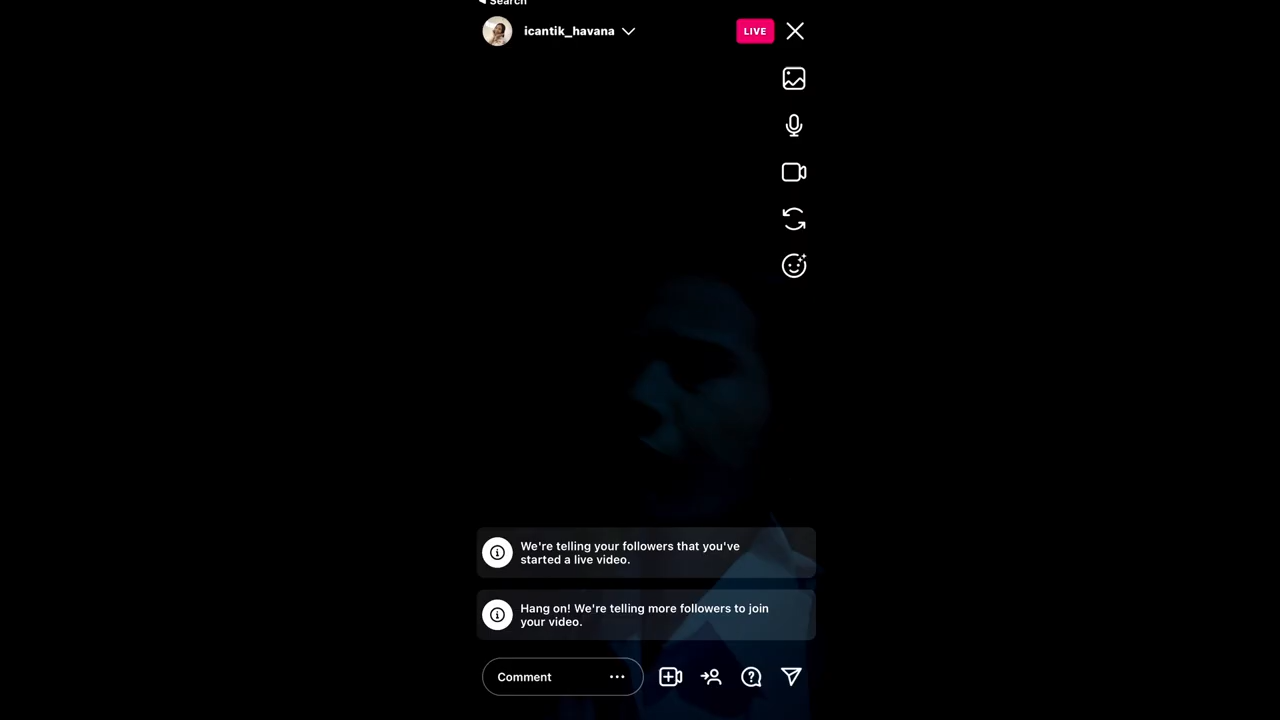 Search
icantik_havana
LIVE
We're telling your followers that you've
started a live video.
Hang on! We're telling more followers to join
your video.
Comment